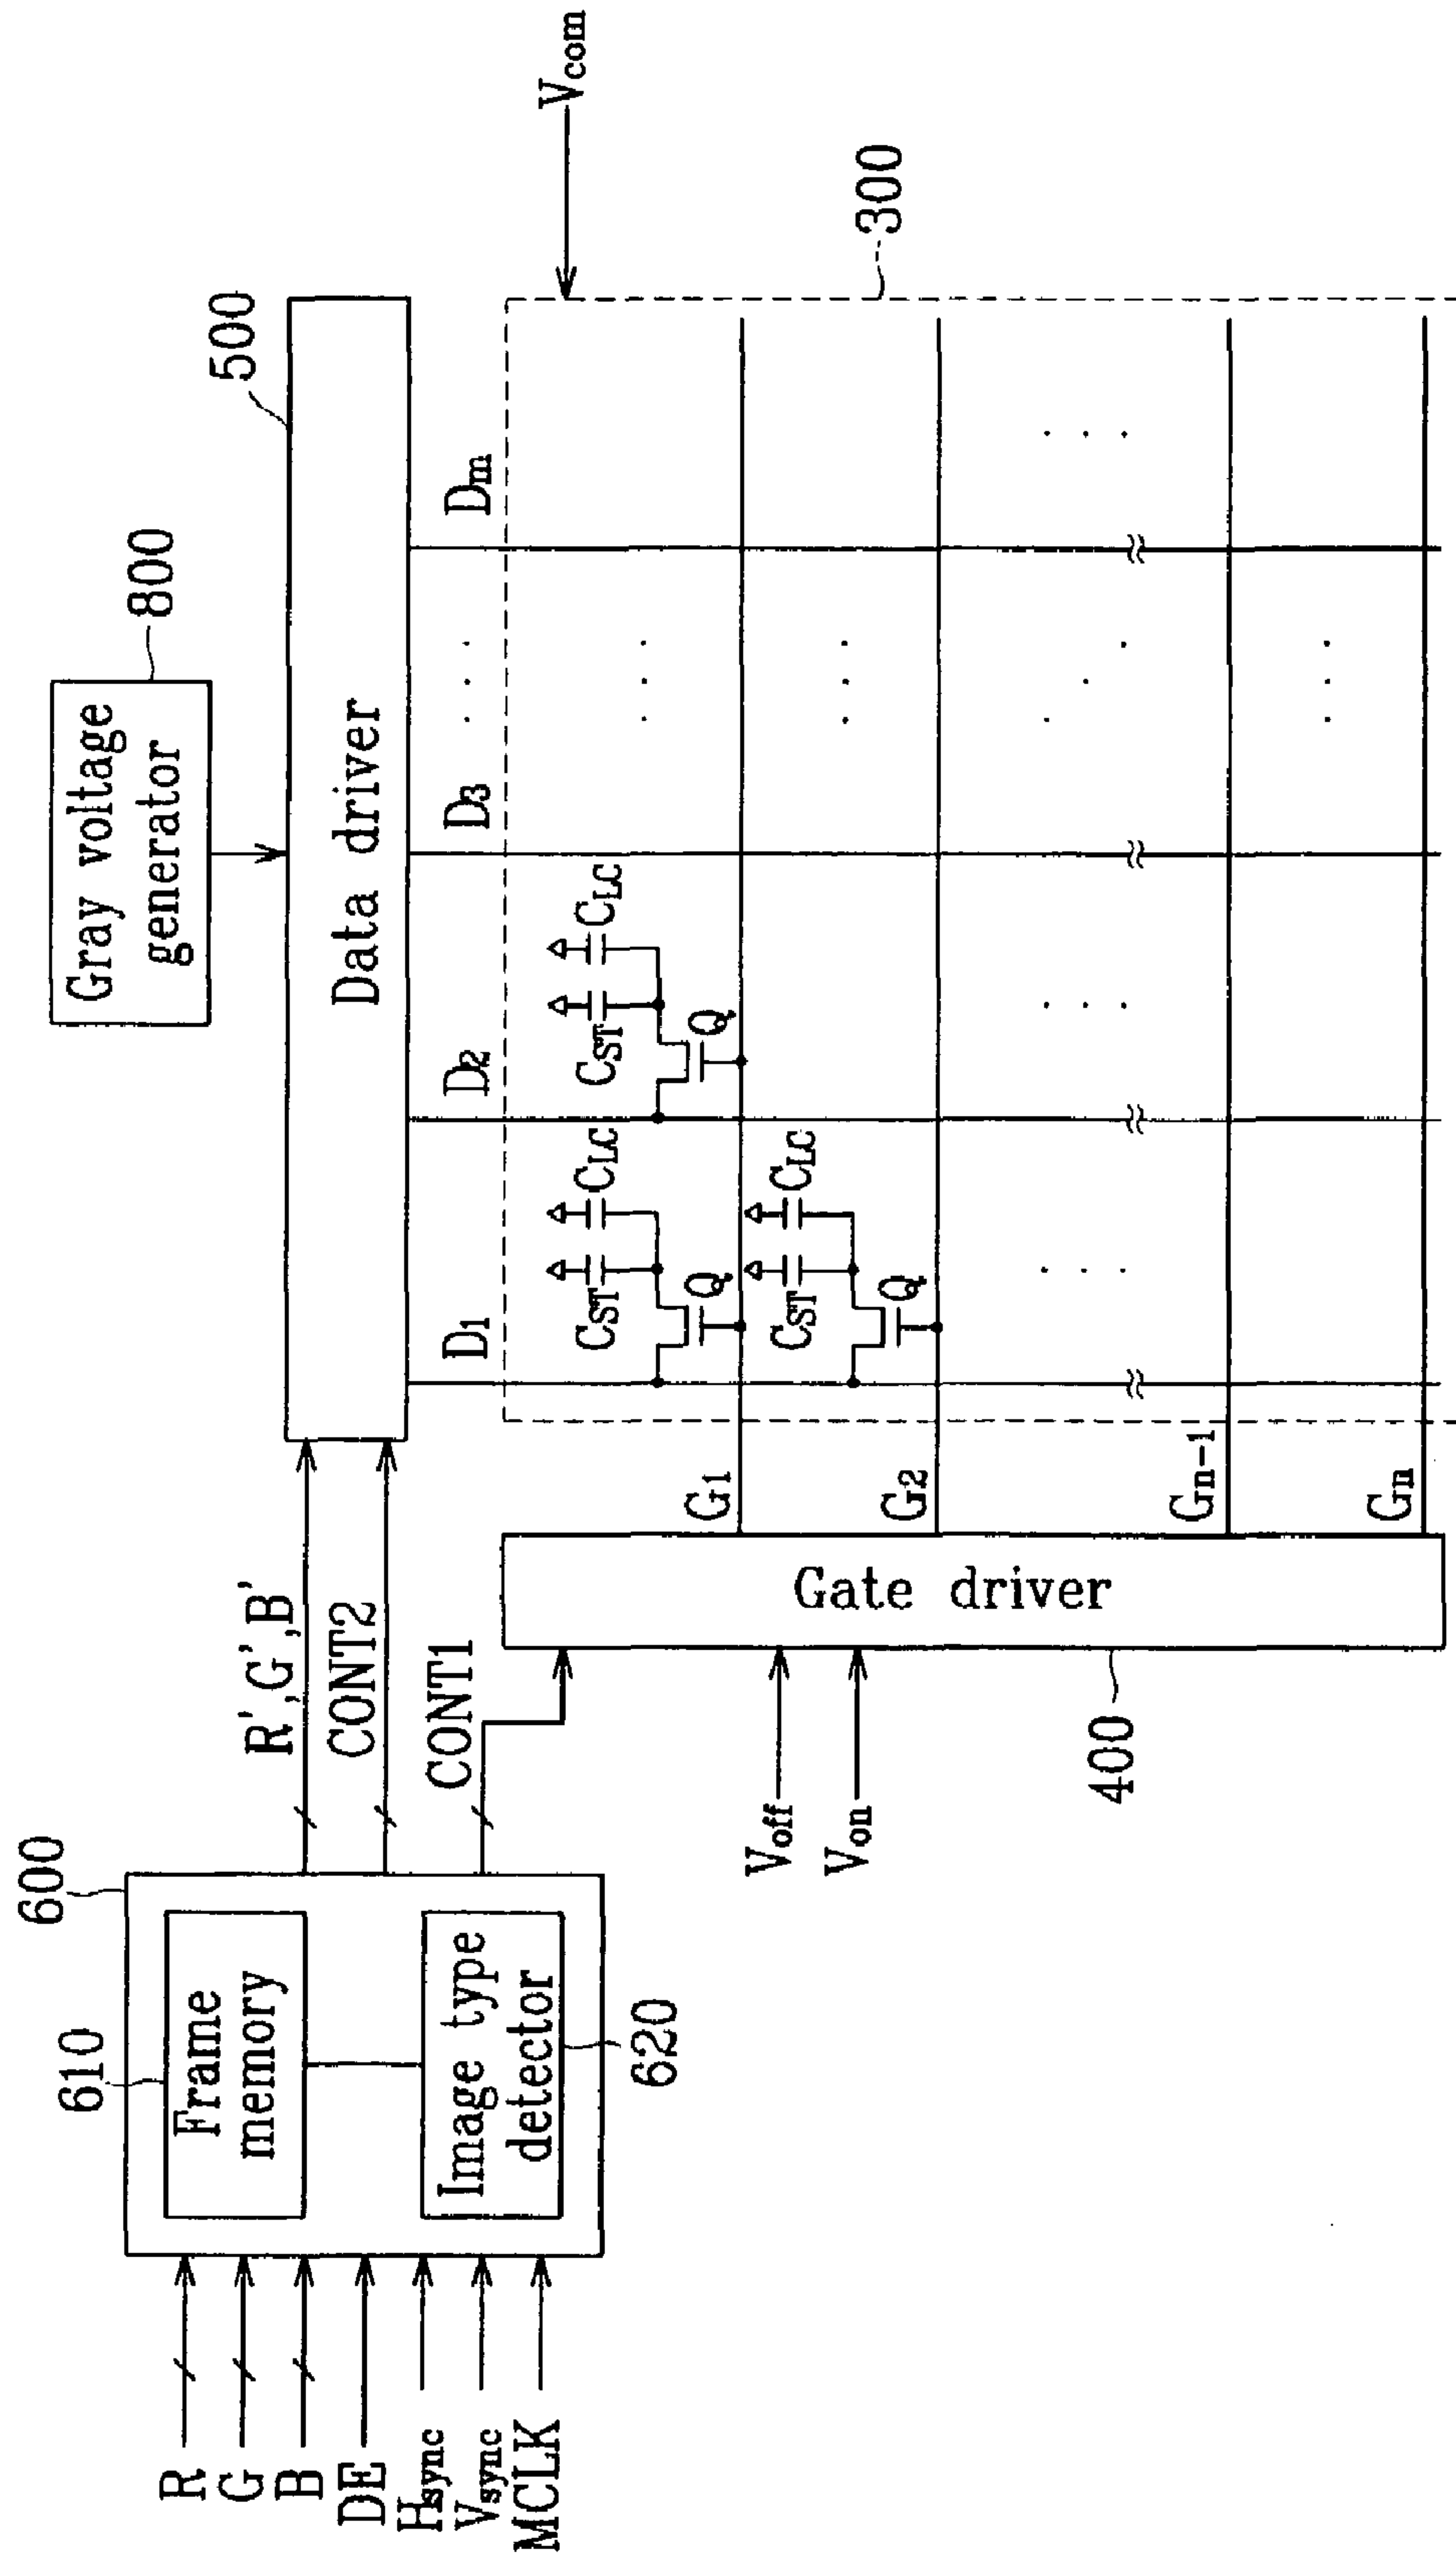 600
610
Frame
memory
Image type
detector
620
R
G
B
DE
Hsync
Vsync
MCLK
R',G',B'
CONT2
CONT1
Gray voltage
generator
800
Data driver
500
Voff
Von
Gate driver
400
G1
G2
Gn-1
Gn
D1
D2
D3
Dm
CST
CLC
Q
CST
CLC
Q
CST
CLC
Q
Vcom
300